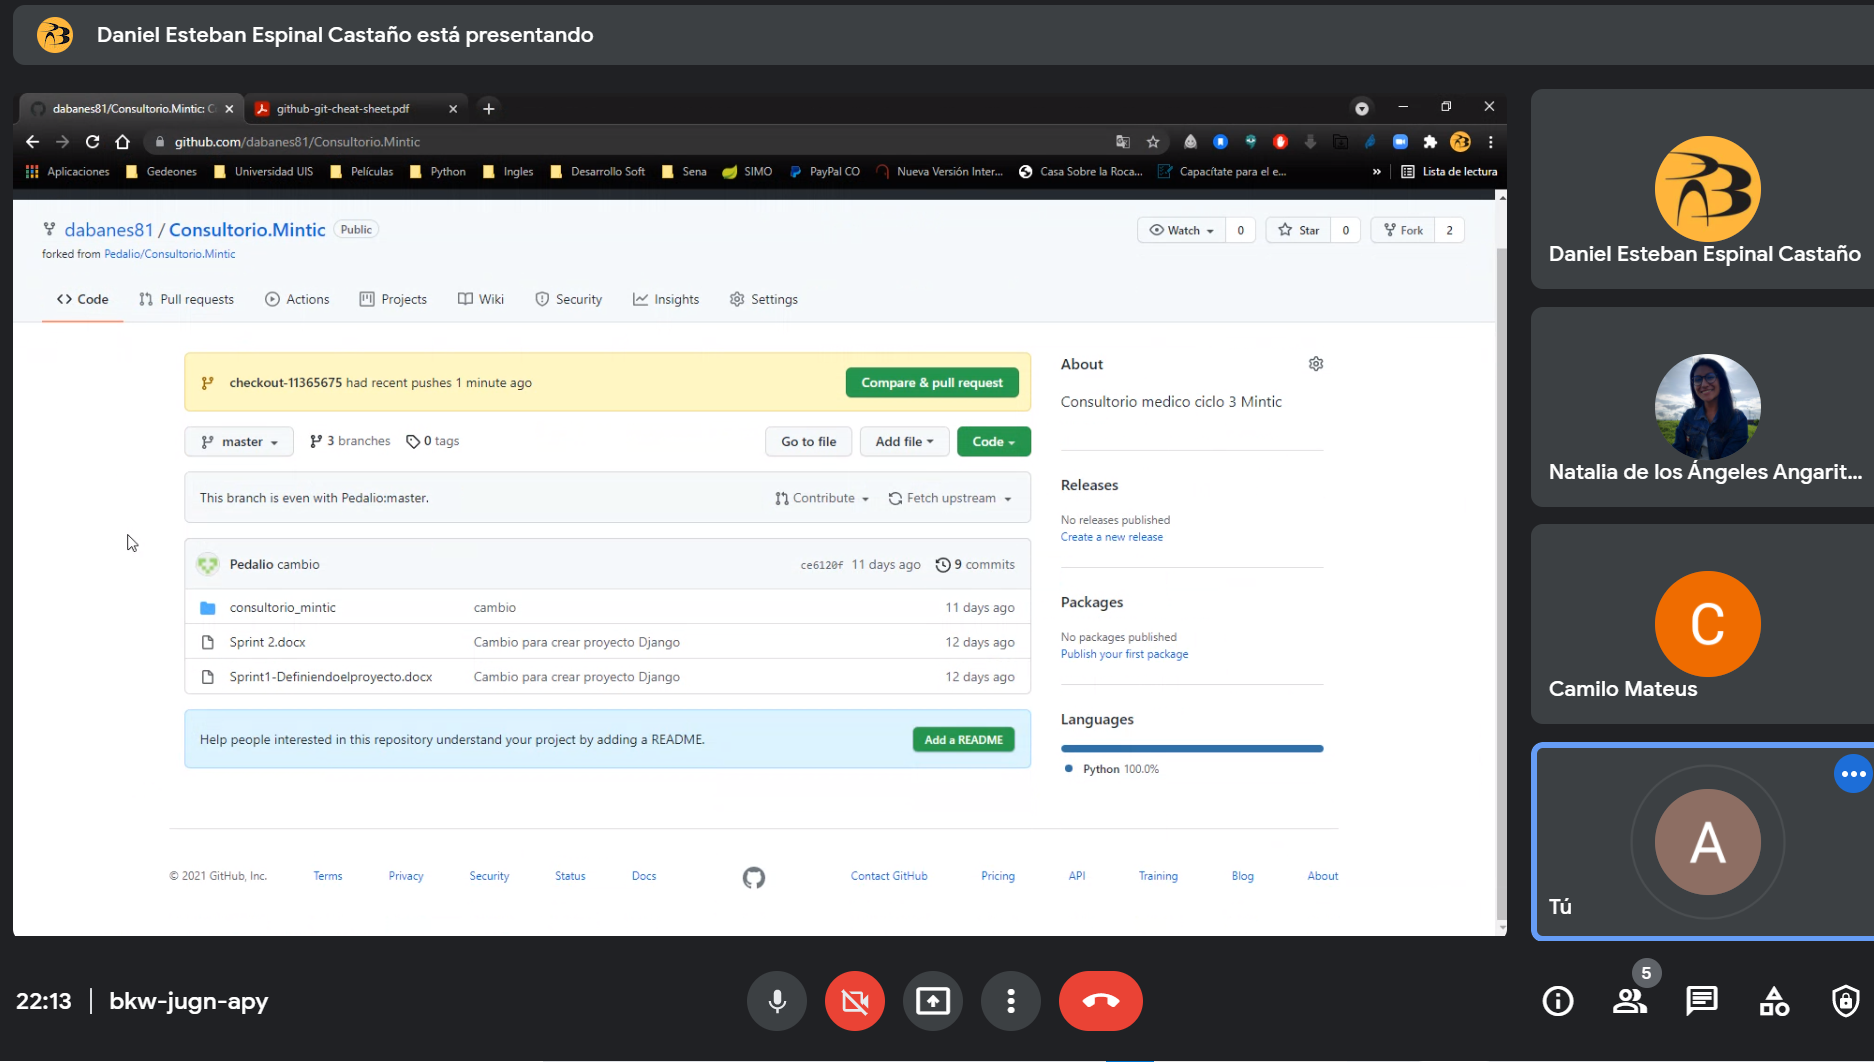 Daniel Esteban Espinal Castaño está presentando
dabanes81/Consultorio.Mintic: C
github-git-cheat-sheet.pdf
github.com/dabanes81/Consultorio.Mintic
Aplicaciones
Gedeones
Universidad UIS
Películas
Python
Ingles
Desarrollo Soft
Sena
SIMO
PayPal CO
Nueva Versión Inter...
Casa Sobre la Roca...
Capacítate para el e...
»
Lista de lectura
dabanes81 / Consultorio.Mintic Public
forked from Pedalio/Consultorio.Mintic
Watch 0
Star 0
Fork 2
Code
Pull requests
Actions
Projects
Wiki
Security
Insights
Settings
checkout-11365675 had recent pushes 1 minute ago
Compare & pull request
master
3 branches
0 tags
Go to file
Add file
Code
This branch is even with Pedalio:master.
Contribute
Fetch upstream
Pedalio cambio
ce6120f 11 days ago
9 commits
consultorio_mintic cambio 11 days ago
Sprint 2.docx Cambio para crear proyecto Django 12 days ago
Sprint1-Definiendoelproyecto.docx Cambio para crear proyecto Django 12 days ago
Help people interested in this repository understand your project by adding a README.
Add a README
About
Consultorio medico ciclo 3 Mintic
Releases
No releases published
Create a new release
Packages
No packages published
Publish your first package
Languages
Python 100.0%
© 2021 GitHub, Inc.
Terms
Privacy
Security
Status
Docs
Contact GitHub
Pricing
API
Training
Blog
About
Daniel Esteban Espinal Castaño
Natalia de los Ángeles Angarit...
C
Camilo Mateus
A
Tú
22:13 | bkw-jugn-apy
5